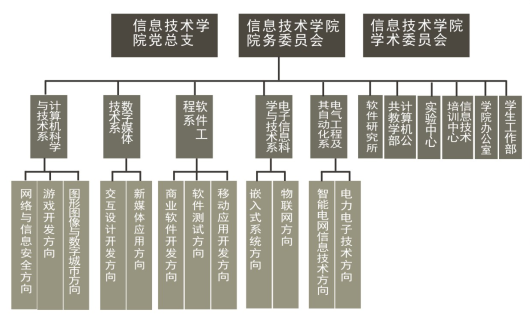 信息技术学
院党总支
信息技术学院
院务委员会
信息技术学院
学术委员会
计算机科学
与技术系
数字媒体
技术系
软件工
程系
电子信息科
学与技术系
电气工程及
其自动化系
软件研究所
计算机公
共教学部
实验中心
信息技术
培训中心
学院办公室
学生工作部
网络与信息安全方向
游戏开发方向
图形图像与数字城市方向
交互设计开发方向
新媒体应用方向
商业软件开发方向
软件测试方向
移动应用开发方向
嵌入式系统方向
物联网方向
智能电网信息技术方向
电力电子技术方向